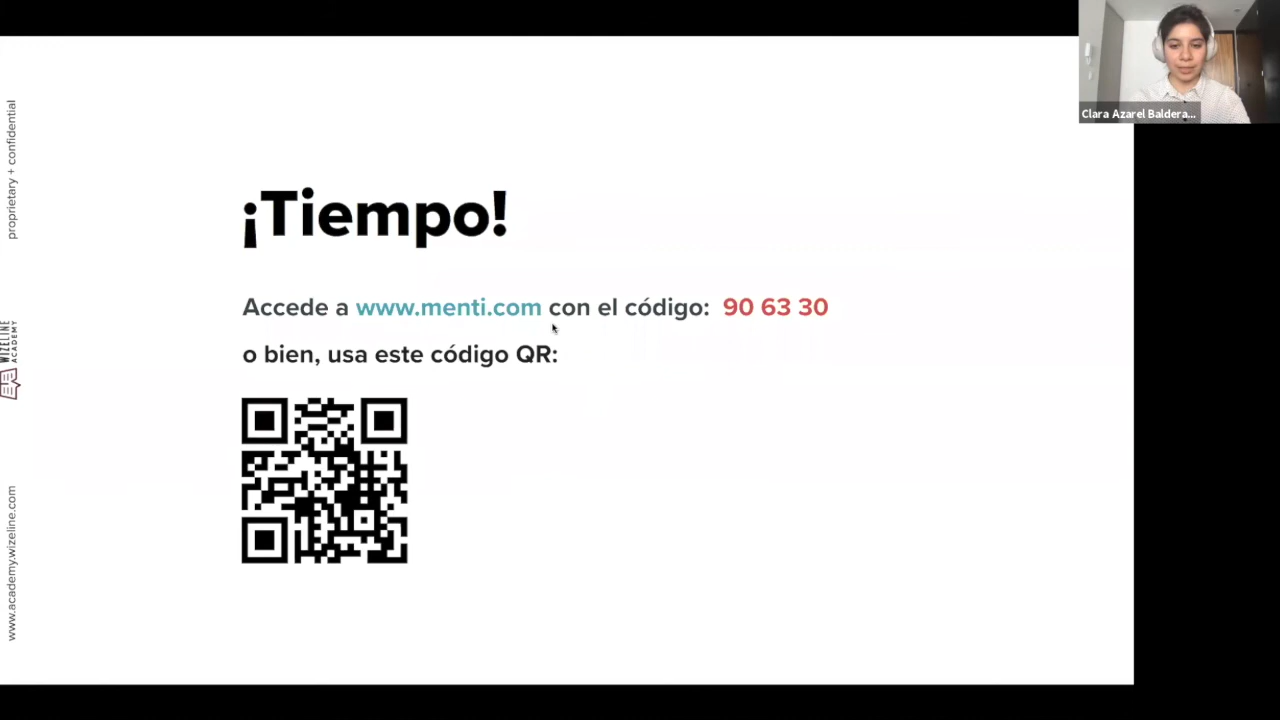 Clara Azarel Baldera...
proprietary + confidential
¡Tiempo!
Accede a www.menti.com con el código: 90 63 30
WIZELINE
ACADEMY
o bien, usa este código QR:
www.academy.wizeline.com